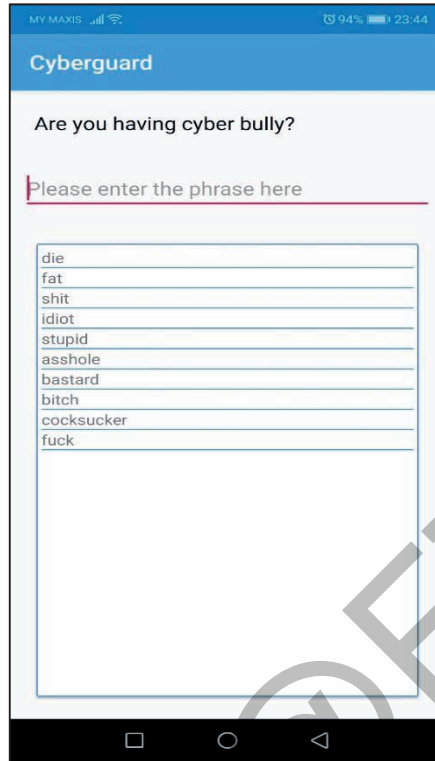 MY MAXIS 94% 23:44
Cyberguard
Are you having cyber bully?
Please enter the phrase here
die
fat
shit
idiot
stupid
asshole
bastard
bitch
cocksucker
fuck